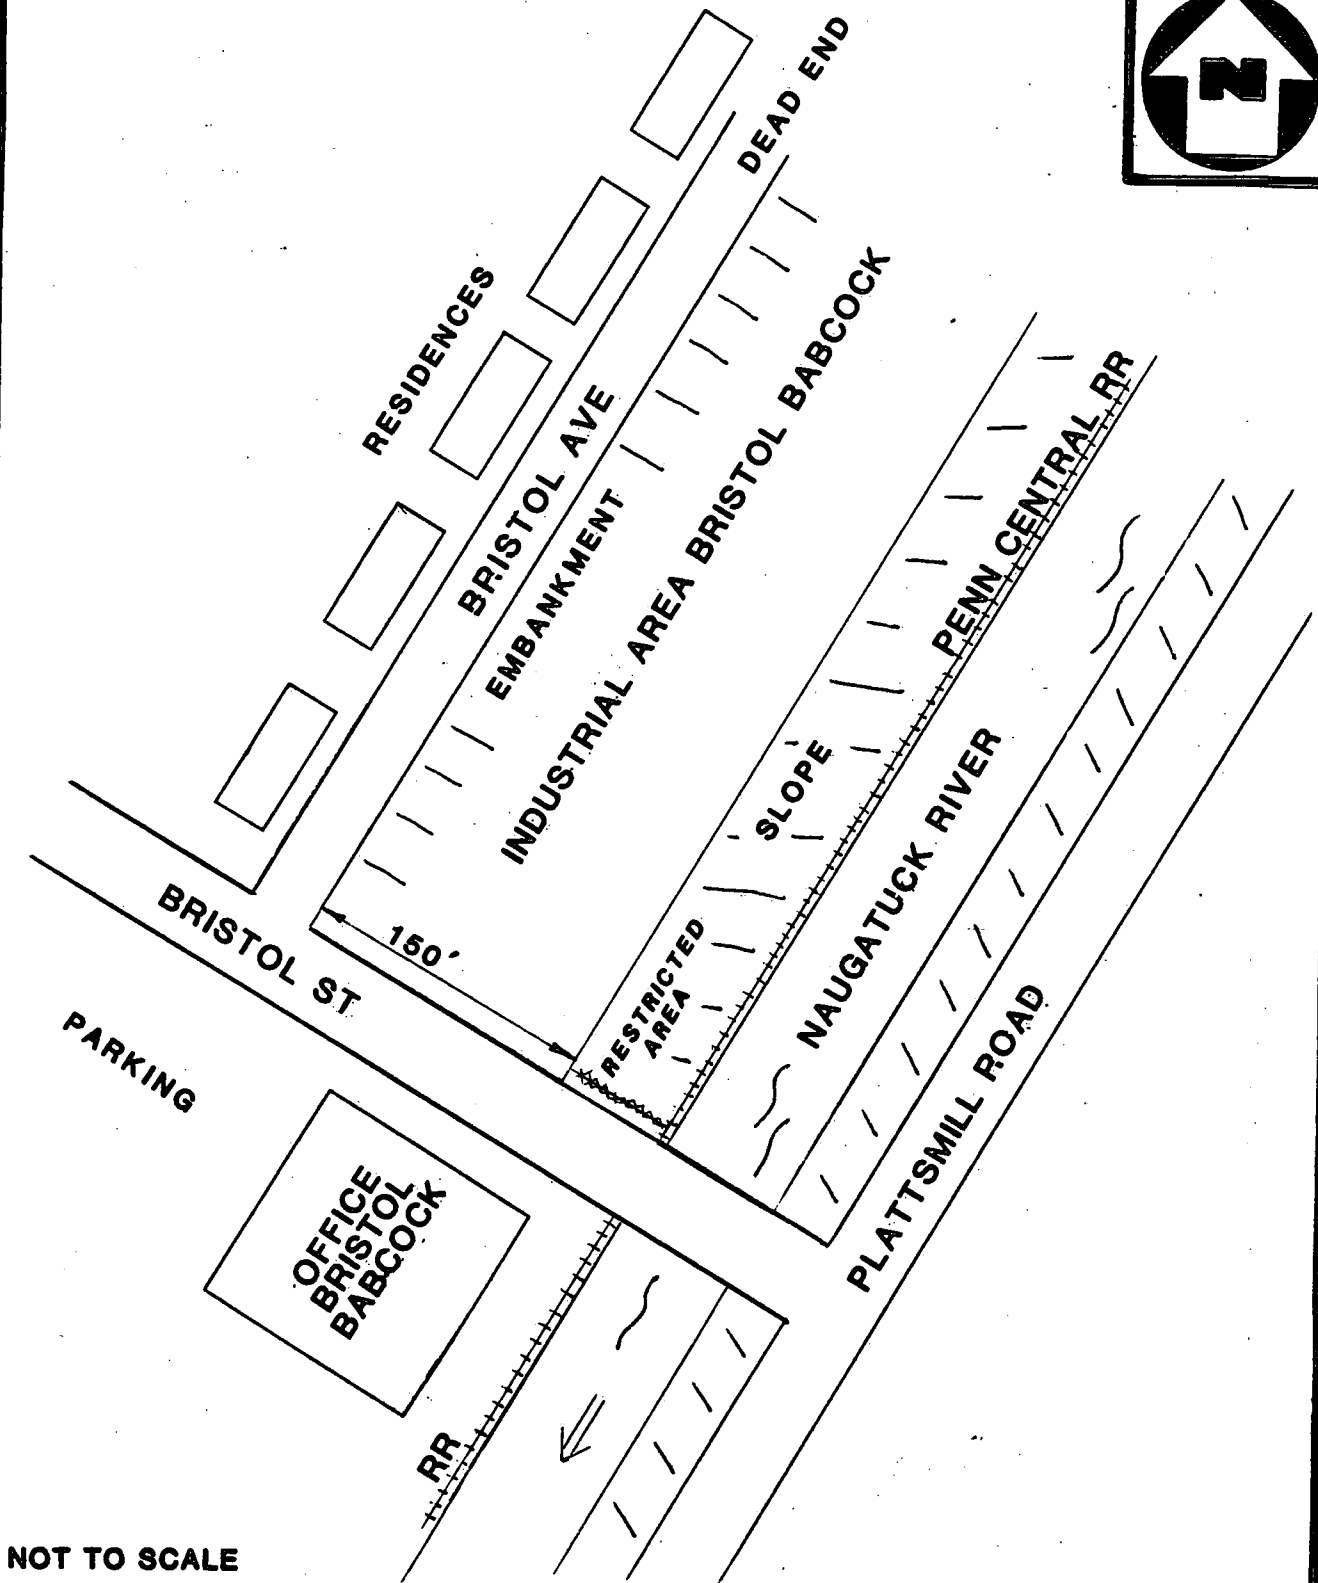 N
DEAD END
RESIDENCES
BRISTOL AVE
EMBANKMENT
INDUSTRIAL AREA BRISTOL BABCOCK
PENN CENTRAL RR
SLOPE
NAUGATUCK RIVER
RESTRICTED
AREA
150'
BRISTOL ST
PARKING
PLATTSMILL ROAD
OFFICE
BRISTOL
BABCOCK
RR
NOT TO SCALE